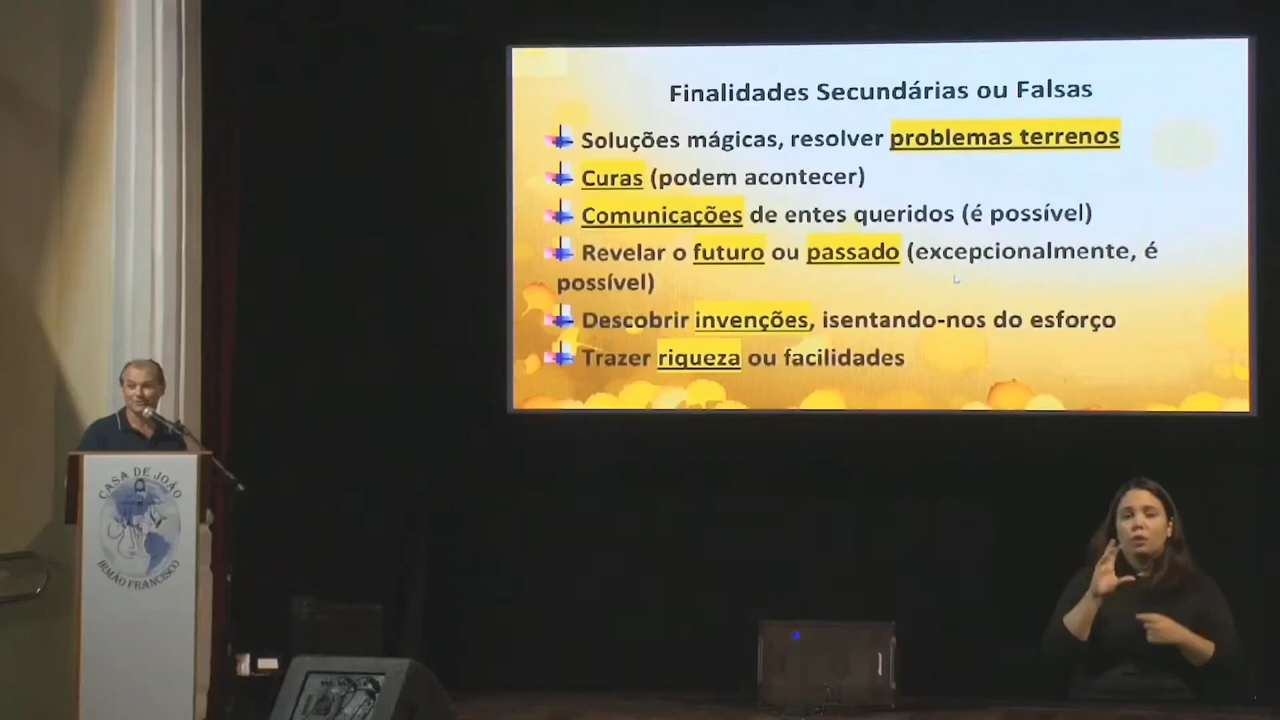 Finalidades Secundárias ou Falsas
Soluções mágicas, resolver problemas terrenos
Curas (podem acontecer)
Comunicações de entes queridos (é possível)
Revelar o futuro ou passado (excepcionalmente, é
possível)
Descobrir invenções, isentando-nos do esforço
Trazer riqueza ou facilidades
CASA DE JOÃO
IRMÃO FRANCISCO